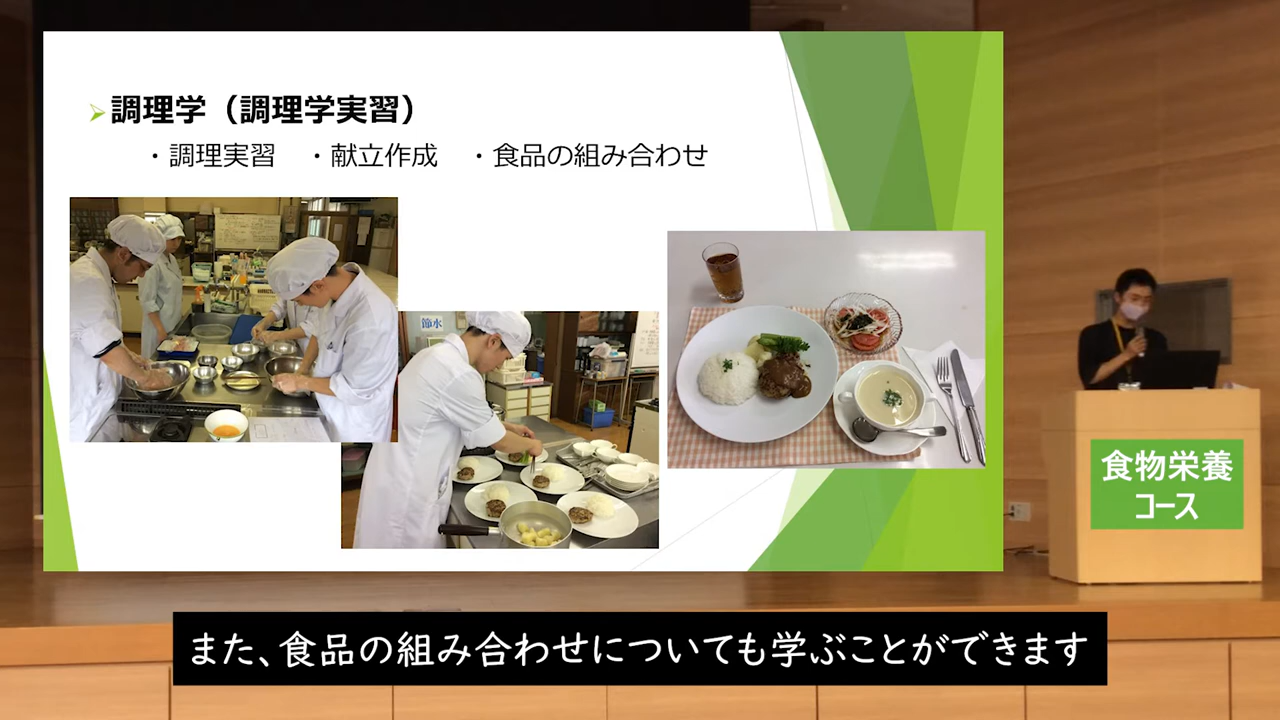 調理学（調理学実習）
・調理実習　・献立作成　・食品の組み合わせ
節水
食物栄養
コース
また、食品の組み合わせについても学ぶことができます